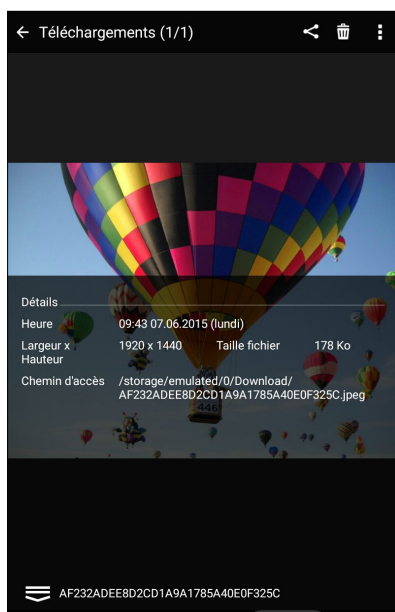 Téléchargements (1/1)
Détails
Heure 09:43 07.06.2015 (lundi)
Largeur x Hauteur 1920 x 1440 Taille fichier 178 Ko
Chemin d'accès /storage/emulated/0/Download/
AF232ADEE8D2CD1A9A1785A40E0F325C.jpeg
446
AF232ADEE8D2CD1A9A1785A40E0F325C